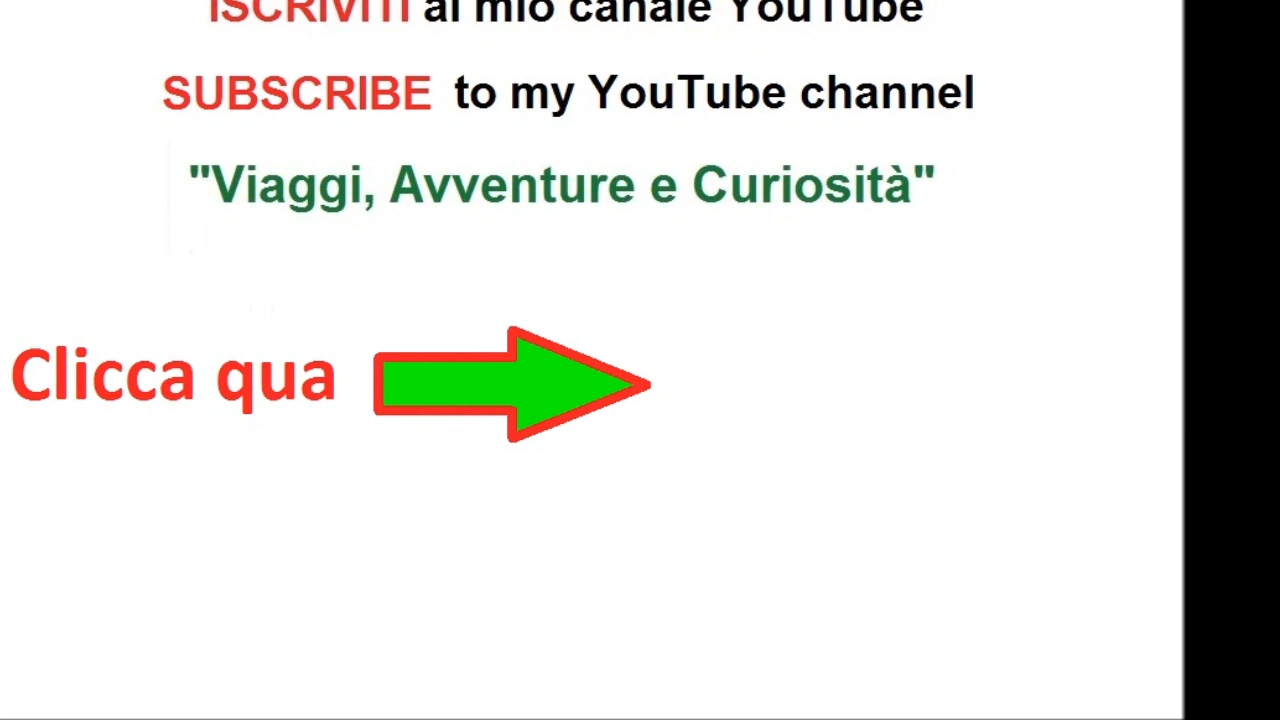 ISCRIVITI al mio canale YouTube
SUBSCRIBE to my YouTube channel
"Viaggi, Avventure e Curiosità"
Clicca qua